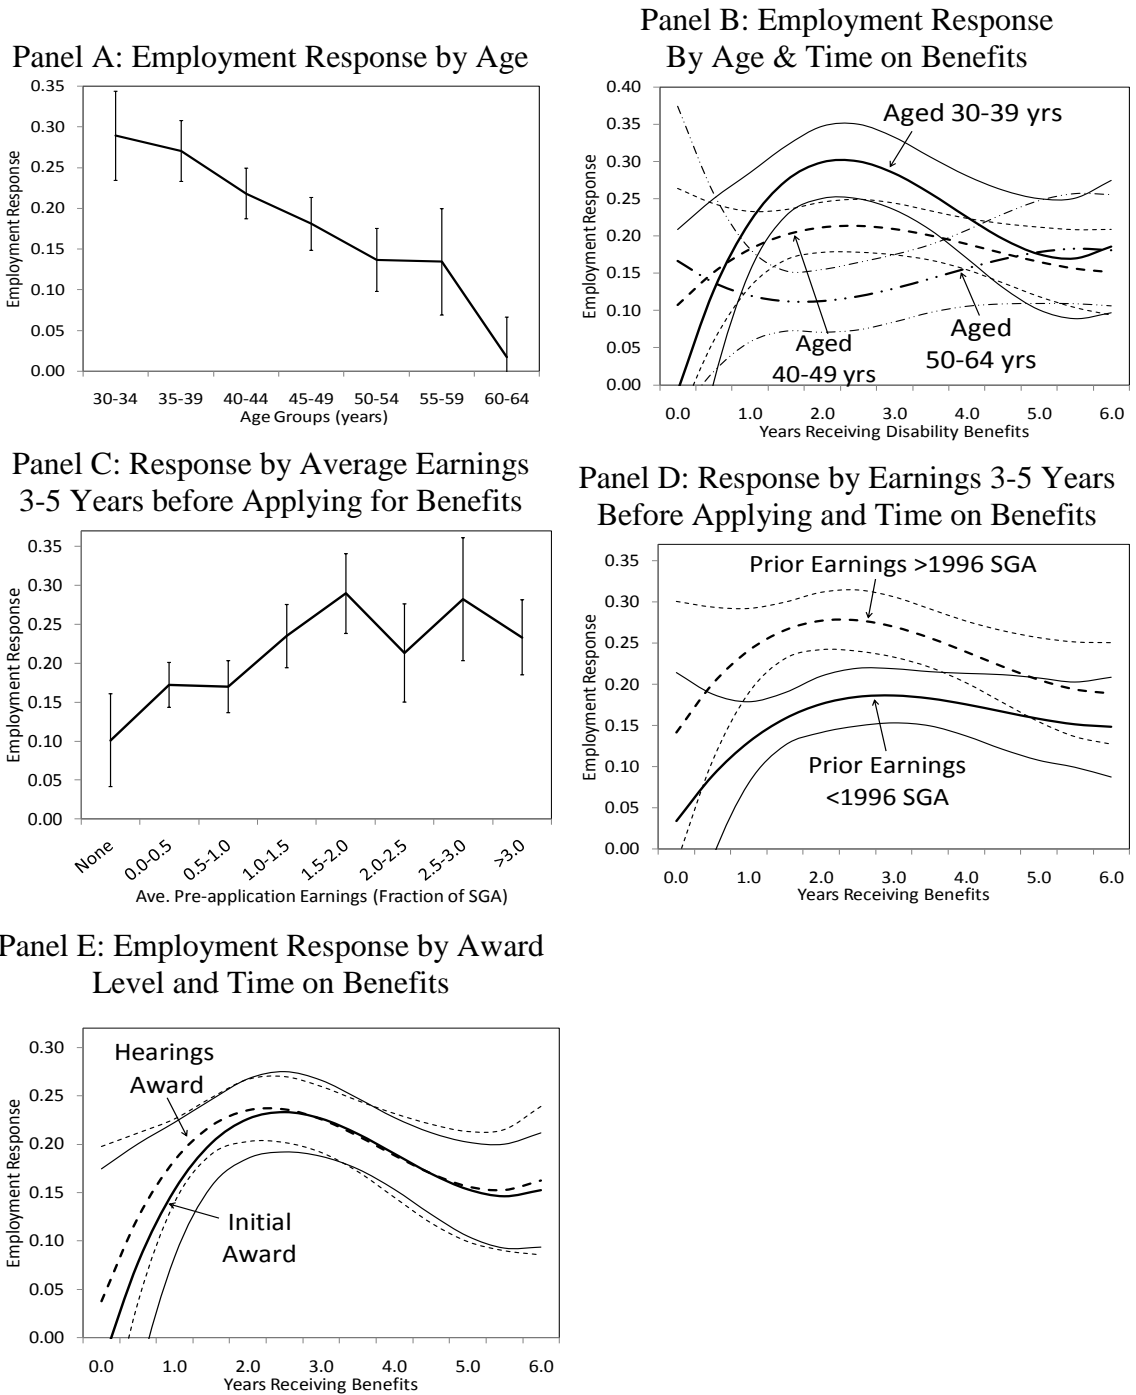 Panel A: Employment Response by Age
0.35
0.30
0.25
0.20
0.15
0.10
0.05
0.00
Employment Response
30-34 35-39 40-44 45-49 50-54 55-59 60-64
Age Groups (years)
Panel B: Employment Response
By Age & Time on Benefits
0.40
0.35
0.30
0.25
0.20
0.15
0.10
0.05
0.00
Employment Response
Aged 30-39 yrs
Aged
40-49 yrs
Aged
50-64 yrs
0.0 1.0 2.0 3.0 4.0 5.0 6.0
Years Receiving Disability Benefits
Panel C: Response by Average Earnings
3-5 Years before Applying for Benefits
0.35
0.30
0.25
0.20
0.15
0.10
0.05
0.00
Employment Response
None 0.0-0.5 0.5-1.0 1.0-1.5 1.5-2.0 2.0-2.5 2.5-3.0 >3.0
Ave. Pre-application Earnings (Fraction of SGA)
Panel D: Response by Earnings 3-5 Years
Before Applying and Time on Benefits
0.35
0.30
0.25
0.20
0.15
0.10
0.05
0.00
Employment Response
Prior Earnings >1996 SGA
Prior Earnings
<1996 SGA
0.0 1.0 2.0 3.0 4.0 5.0 6.0
Years Receiving Benefits
Panel E: Employment Response by Award
Level and Time on Benefits
0.30
0.25
0.20
0.15
0.10
0.05
0.00
Employment Response
Hearings
Award
Initial
Award
0.0 1.0 2.0 3.0 4.0 5.0 6.0
Years Receiving Benefits